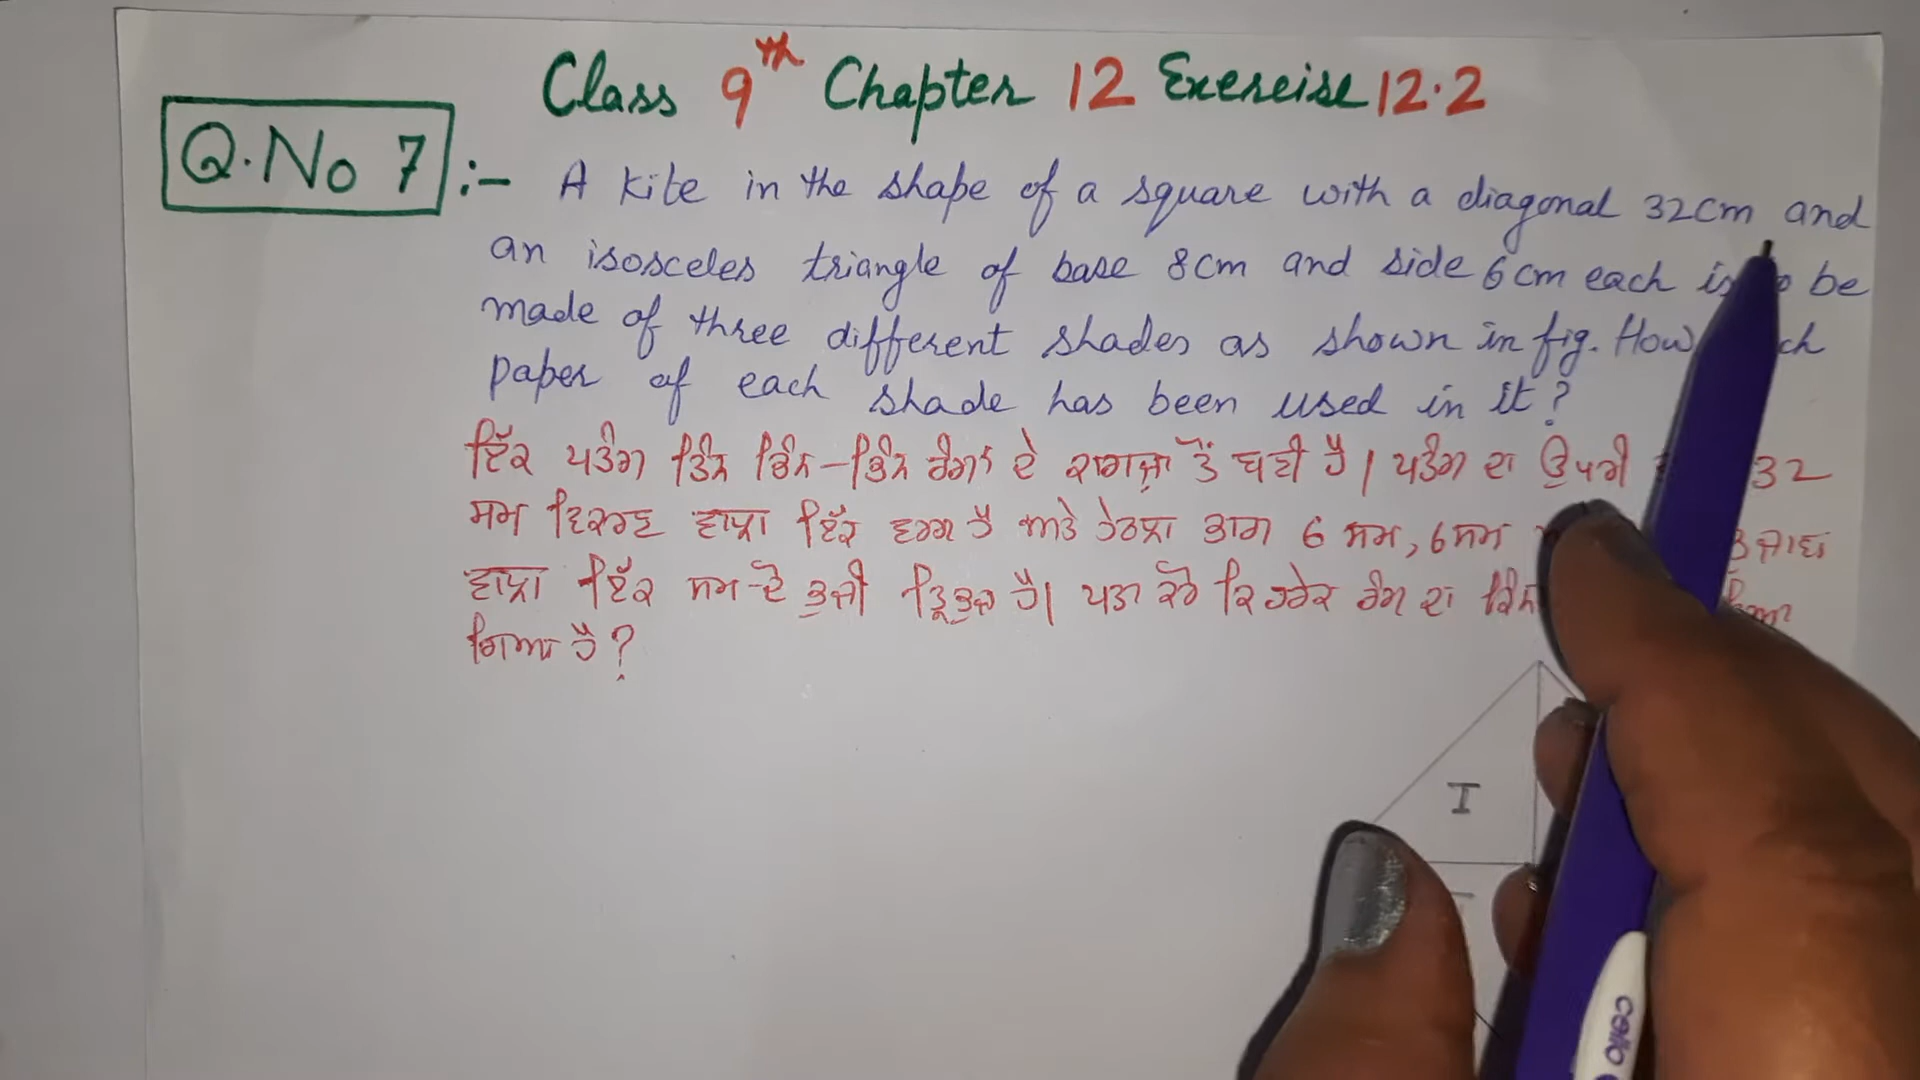 Class 9th Chapter 12 Exercise 12.2
Q.No 7 :- A kite in the shape of a square with a diagonal 32cm and
an isosceles triangle of base 8cm and side 6cm each is be
made of three different shades as shown in fig. How
paper of each shade has been used in it?
ਇੱਕ ਪਤੰਗ ਤਿੰਨ ਭਿੰਨ-ਭਿੰਨ ਰੰਗਾਂ ਦੇ ਕਾਗਜ਼ਾਂ ਤੋਂ ਬਣੀ ਹੈ। ਪਤੰਗ ਦਾ ਉਪਰੀ 32
ਸਮ ਵਿਕਰਣ ਵਾਲਾ ਇੱਕ ਵਰਗ ਹੈ ਅਤੇ ਹੇਠਲਾ ਭਾਗ 6 ਸਮ, 6ਸਮ
ਵਾਲਾ ਇੱਕ ਸਮ-ਦੋ ਭੁਜੀ ਤ੍ਰਿਭੁਜ ਹੈ। ਪਤਾ ਕਰੋ ਕਿ ਹਰੇਕ ਰੰਗ ਦਾ
ਗਿਆ ਹੈ?
I
cello